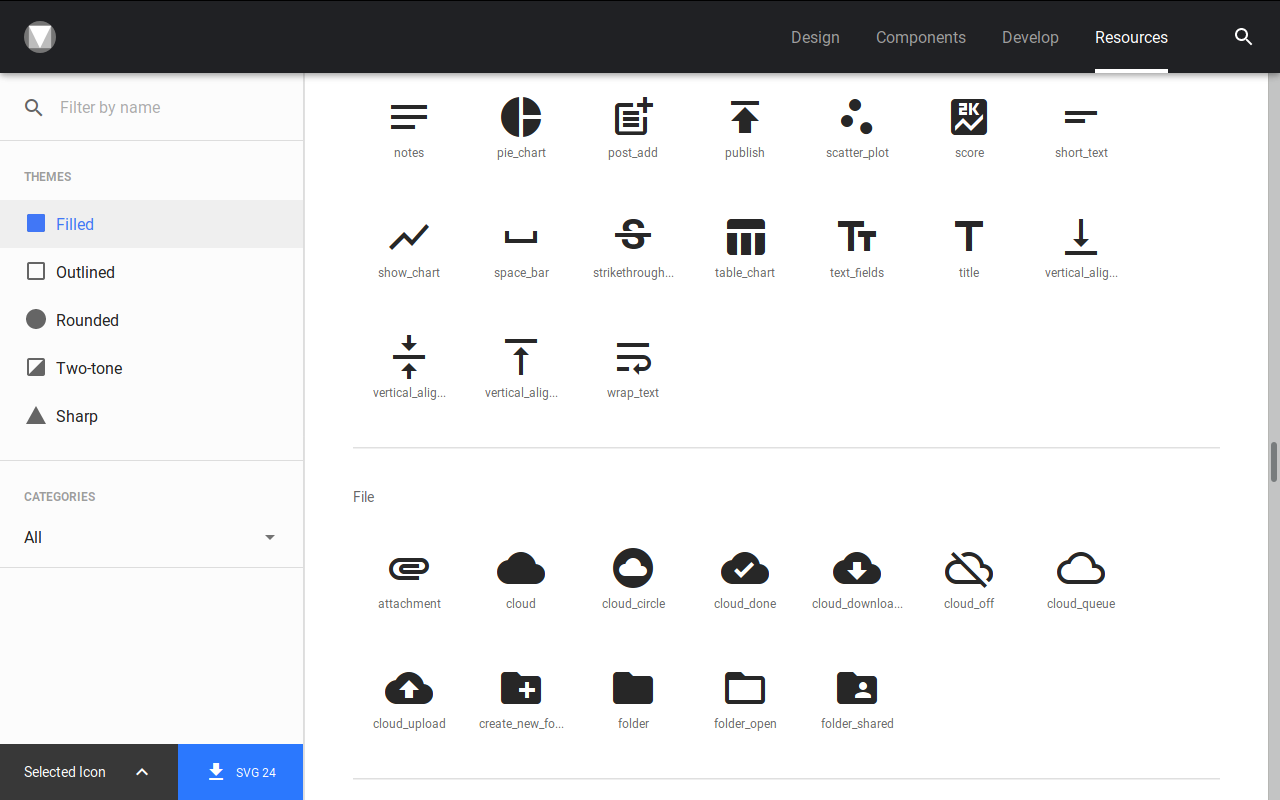 Design Components Develop Resources
Filter by name
THEMES
Filled
Outlined
Rounded
Two-tone
Sharp
CATEGORIES
All
Selected Icon
SVG 24
notes pie_chart post_add publish scatter_plot 2K score short_text
show_chart space_bar strikethrough... table_chart text_fields title vertical_alig...
vertical_alig... vertical_alig... wrap_text
File
attachment cloud cloud_circle cloud_done cloud_downloa... cloud_off cloud_queue
cloud_upload create_new_fo... folder folder_open folder_shared